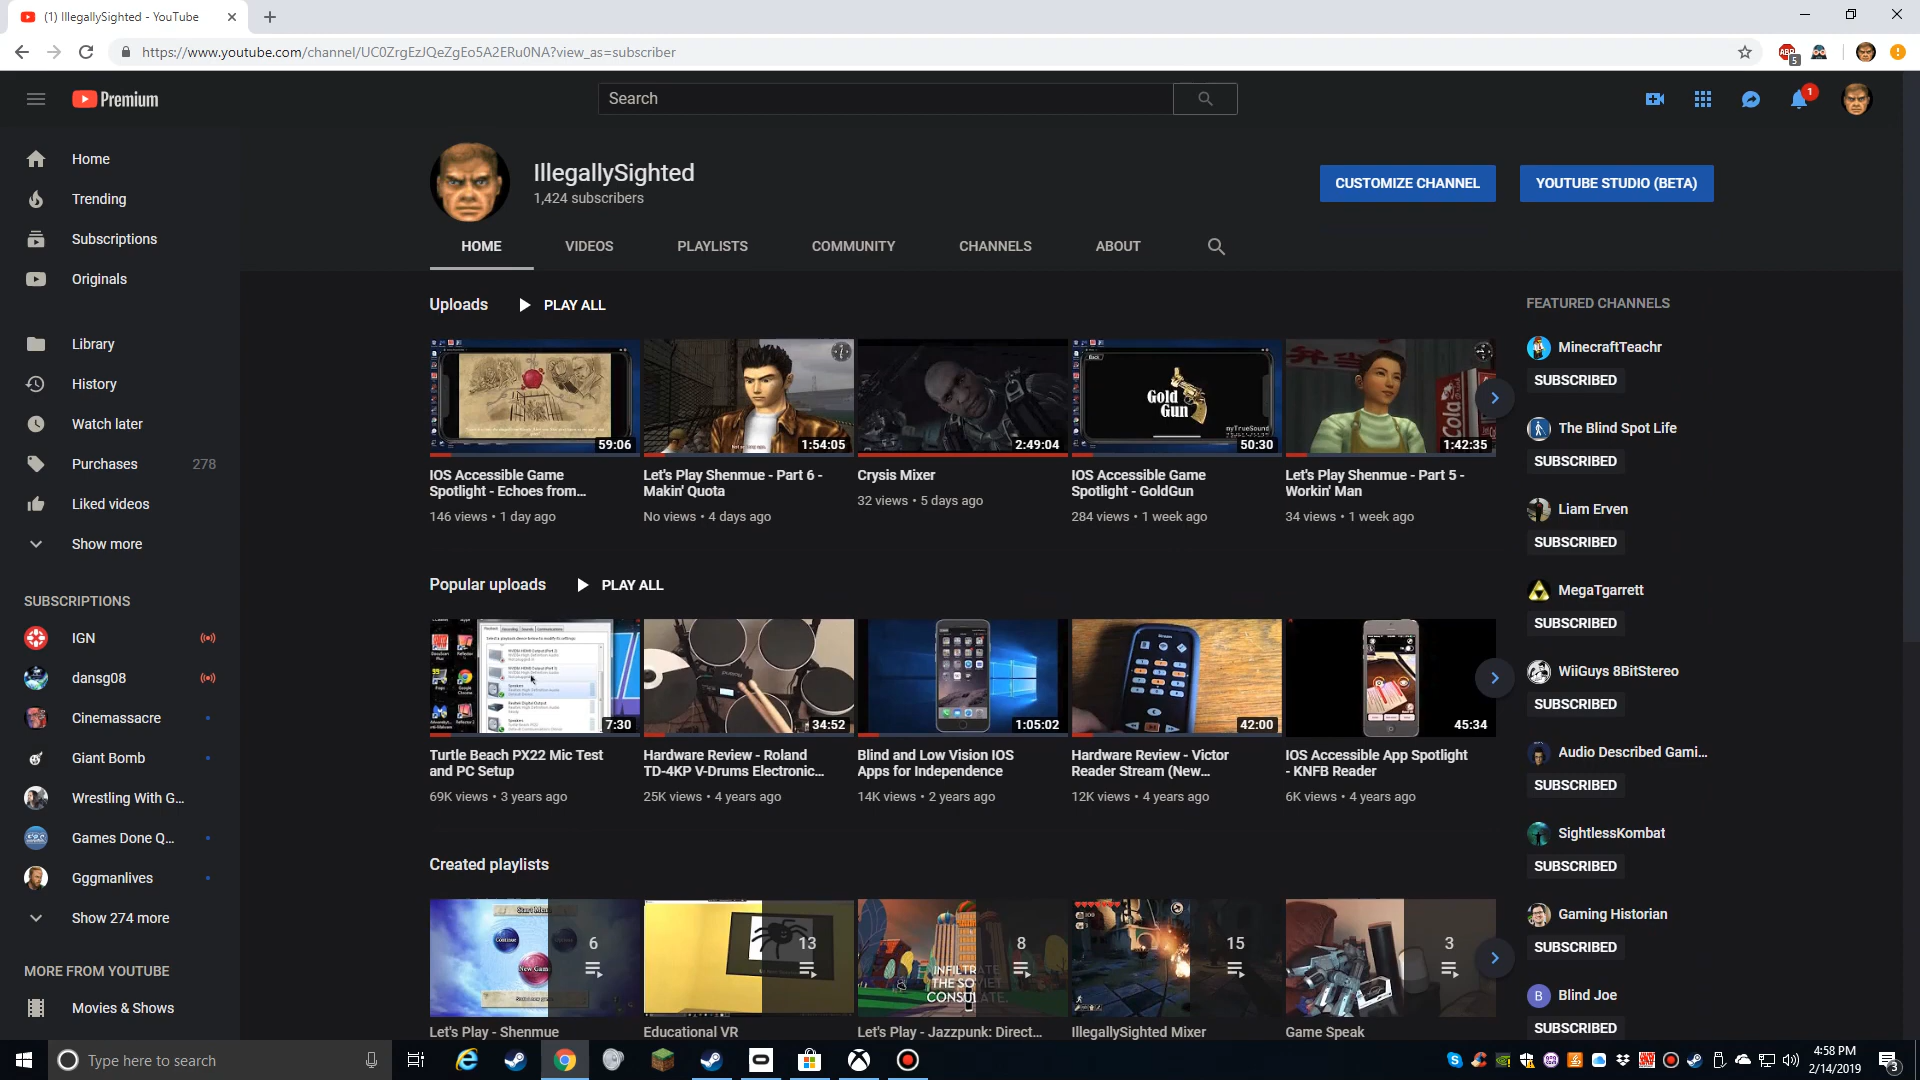 (1) IllegallySighted - YouTube
https://www.youtube.com/channel/UC0ZrgEzJQeZgEo5A2ERu0NA?view_as=subscriber
ABP
5
Premium
Search
1
Home
Trending
Subscriptions
Originals
Library
History
Watch later
Purchases 278
Liked videos
Show more
SUBSCRIPTIONS
IGN
dansg08
Cinemassacre
Giant Bomb
Wrestling With G...
Games Done Q...
Gggmanlives
Show 274 more
MORE FROM YOUTUBE
Movies & Shows
IllegallySighted
1,424 subscribers
CUSTOMIZE CHANNEL
YOUTUBE STUDIO (BETA)
HOME VIDEOS PLAYLISTS COMMUNITY CHANNELS ABOUT
Uploads PLAY ALL
59:06
1:54:05
2:49:04
Gold
Gun
50:30
Cola
1:42:35
IOS Accessible Game
Spotlight - Echoes from...
146 views • 1 day ago
Let's Play Shenmue - Part 6 -
Makin' Quota
No views • 4 days ago
Crysis Mixer
32 views • 5 days ago
IOS Accessible Game
Spotlight - GoldGun
284 views • 1 week ago
Let's Play Shenmue - Part 5 -
Workin' Man
34 views • 1 week ago
Popular uploads PLAY ALL
7:30
34:52
1:05:02
42:00
45:34
Turtle Beach PX22 Mic Test
and PC Setup
69K views • 3 years ago
Hardware Review - Roland
TD-4KP V-Drums Electronic...
25K views • 4 years ago
Blind and Low Vision IOS
Apps for Independence
14K views • 2 years ago
Hardware Review - Victor
Reader Stream (New...
12K views • 4 years ago
IOS Accessible App Spotlight
- KNFB Reader
6K views • 4 years ago
Created playlists
New Game
6
13
INFILTRATE
THE SOVIET
CONSULATE.
8
15
3
Let's Play - Shenmue
Educational VR
Let's Play - Jazzpunk: Direct...
IllegallySighted Mixer
Game Speak
FEATURED CHANNELS
MinecraftTeachr
SUBSCRIBED
The Blind Spot Life
SUBSCRIBED
Liam Erven
SUBSCRIBED
MegaTgarrett
SUBSCRIBED
WiiGuys 8BitStereo
SUBSCRIBED
Audio Described Gami...
SUBSCRIBED
SightlessKombat
SUBSCRIBED
Gaming Historian
SUBSCRIBED
B
Blind Joe
SUBSCRIBED
Type here to search
4:58 PM
2/14/2019
3